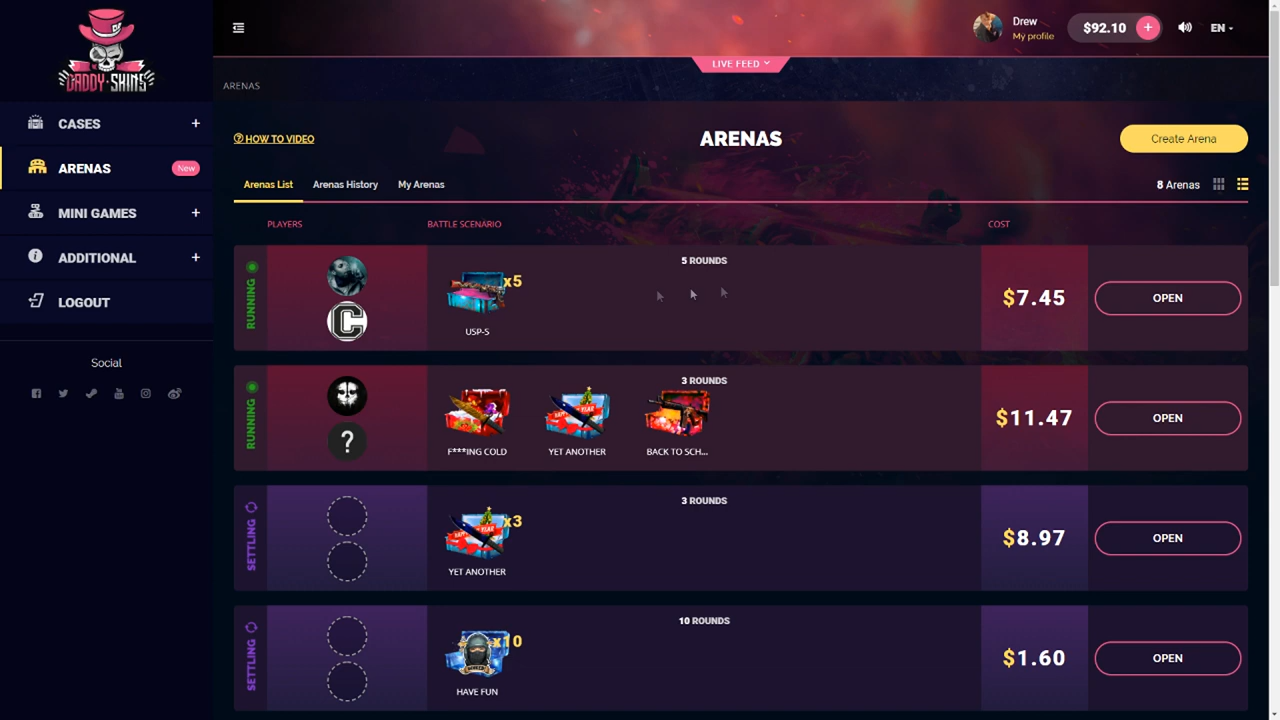 DADDY SKINS
Drew
My profile
$92.10
+
EN
LIVE FEED
ARENAS
CASES
+
ARENAS
New
MINI GAMES
+
ADDITIONAL
+
LOGOUT
Social
HOW TO VIDEO
ARENAS
Create Arena
Arenas List
Arenas History
My Arenas
8 Arenas
PLAYERS
BATTLE SCENARIO
COST
RUNNING
C
x5
USP-S
5 ROUNDS
$7.45
OPEN
RUNNING
?
3 ROUNDS
F***ING COLD
YET ANOTHER
BACK TO SCH...
$11.47
OPEN
SETTLING
3 ROUNDS
x3
YET ANOTHER
$8.97
OPEN
SETTLING
10 ROUNDS
x10
HAVE FUN
$1.60
OPEN